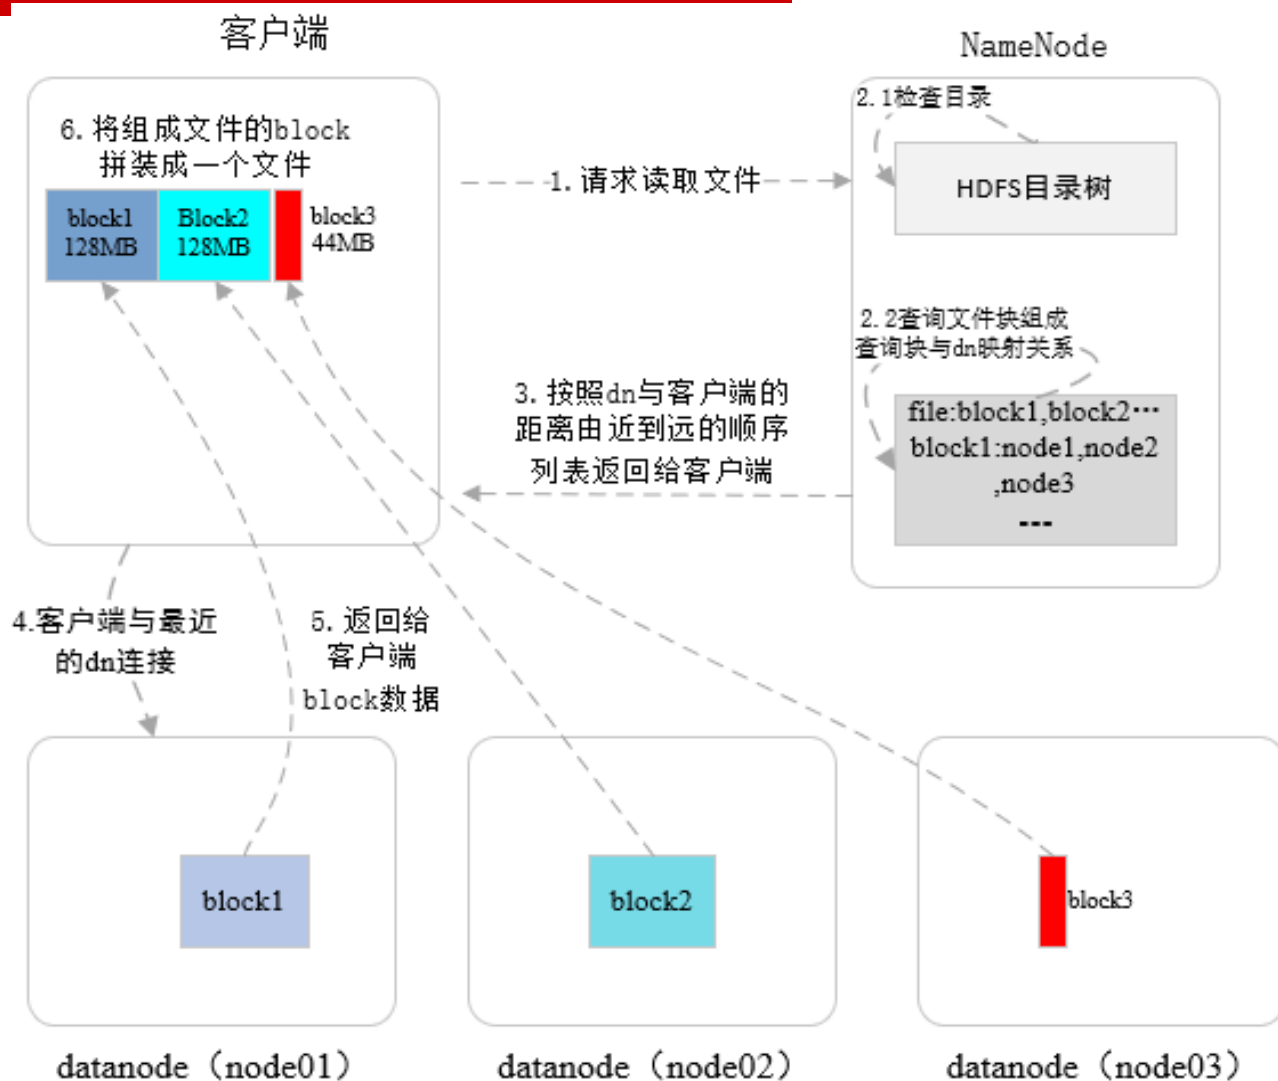 客户端
NameNode
6.将组成文件的block
拼装成一个文件
block1
128MB
Block2
128MB
block3
44MB
1.请求读取文件
2.1检查目录
HDFS目录树
2.2查询文件块组成
查询块与dn映射关系
file:block1,block2…
block1:node1,node2
,node3
---
3.按照dn与客户端的
距离由近到远的顺序
列表返回给客户端
4.客户端与最近
的dn连接
5.返回给
客户端
block数据
block1
block2
block3
datanode（node01）
datanode（node02）
datanode（node03）